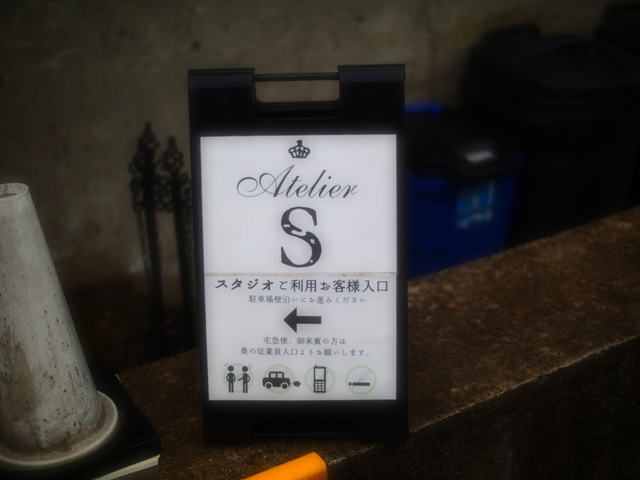 Atelier
S
スタジオご利用お客様入口
駐車場壁沿いにお進みください
宅急便、御来賓の方は
奥の従業員入口よりお願いします。